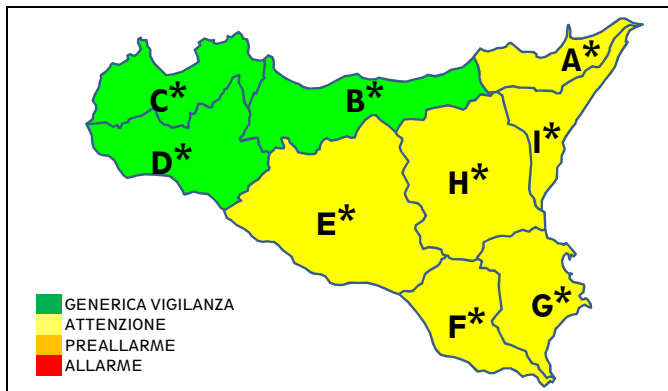 A*
C*
B*
I*
D*
H*
E*
G*
F*
GENERICA VIGILANZA
ATTENZIONE
PREALLARME
ALLARME